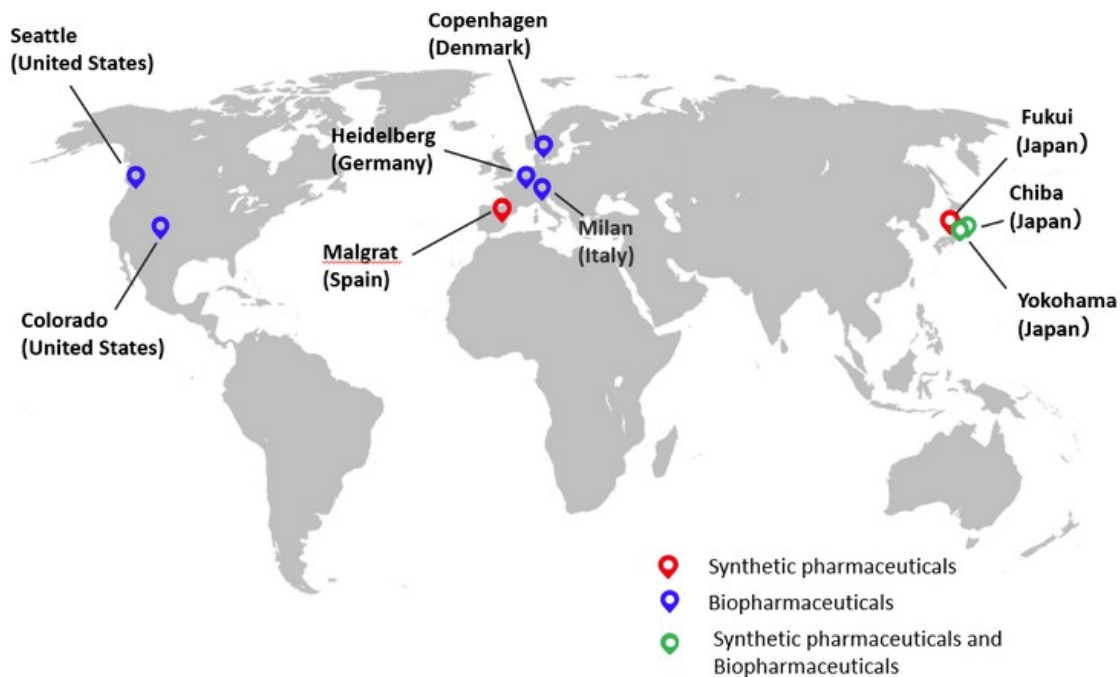 Copenhagen
(Denmark)
Seattle
(United States)
Heidelberg
(Germany)
Fukui
(Japan）
Chiba
(Japan）
Milan
(Italy)
Malgrat
(Spain)
Yokohama
(Japan）
Colorado
(United States)
Synthetic pharmaceuticals
Biopharmaceuticals
Synthetic pharmaceuticals and
Biopharmaceuticals